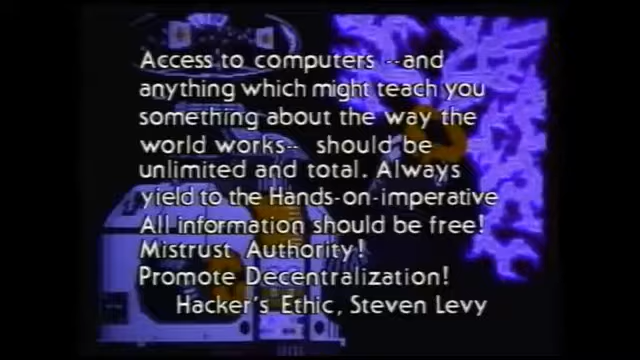 Access to computers --and
anything which might teach you
something about the way the
world works-- should be
unlimited and total. Always
yield to the Hands-on-imperative
All information should be free!
Mistrust Authority!
Promote Decentralization!
Hacker's Ethic, Steven Levy